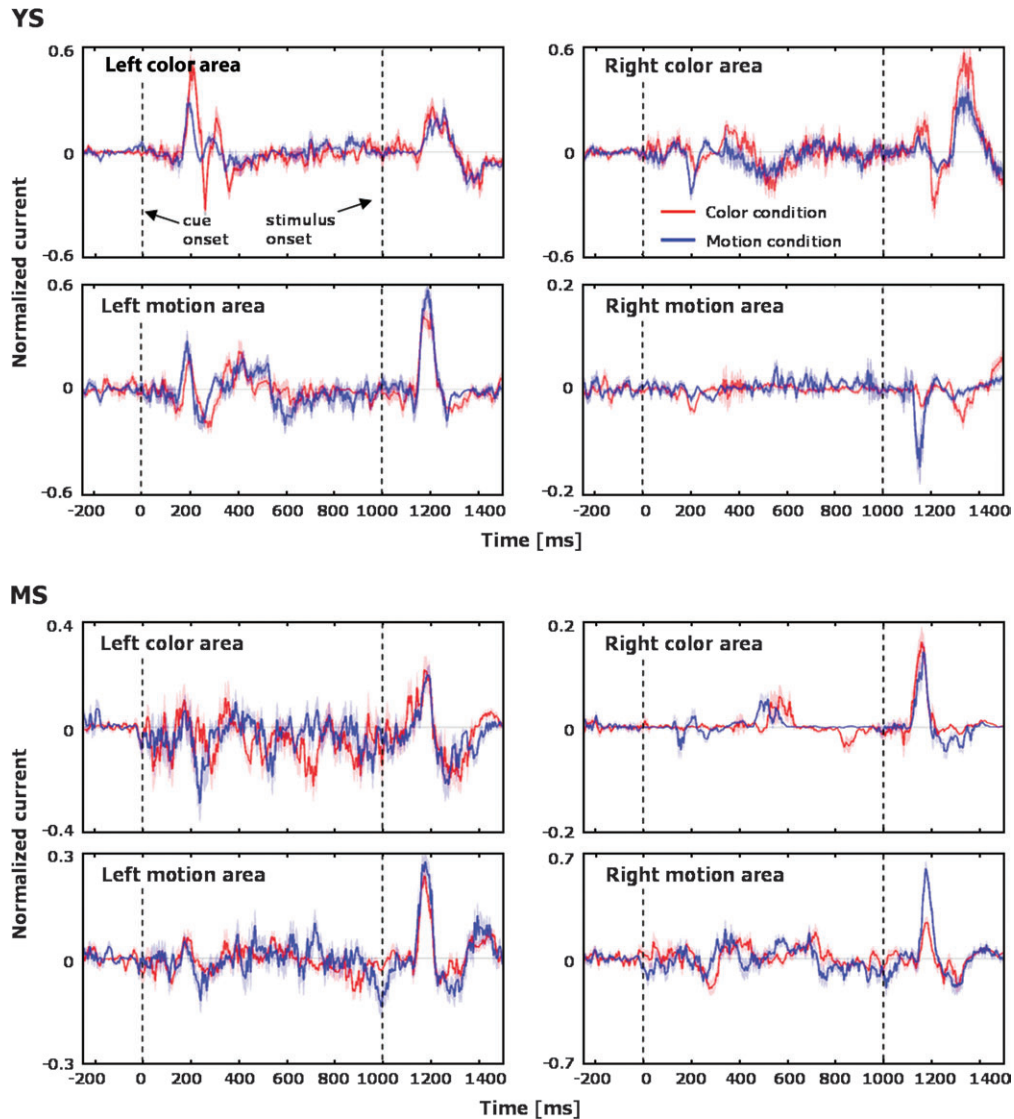 YS
0.6
Left color area
0
cue
onset
stimulus
onset
-0.6
0.6
Right color area
0
Color condition
Motion condition
-0.6
Normalized current
0.6
Left motion area
0
-0.6
-200 0 200 400 600 800 1000 1200 1400
0.2
Right motion area
0
-0.2
-200 0 200 400 600 800 1000 1200 1400
Time [ms]
MS
0.4
Left color area
0
-0.4
0.2
Right color area
0
-0.2
Normalized current
0.3
Left motion area
0
-0.3
-200 0 200 400 600 800 1000 1200 1400
0.7
Right motion area
0
-0.7
-200 0 200 400 600 800 1000 1200 1400
Time [ms]